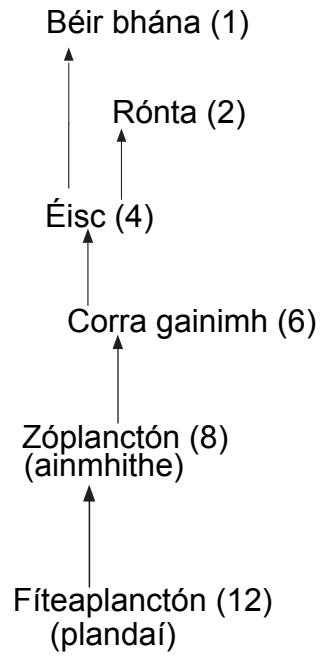 Béir bhána (1)
Rónta (2)
Éisc (4)
Corra gainimh (6)
Zóplanctón (8)
(ainmhithe)
Fíteaplanctón (12)
(plandaí)